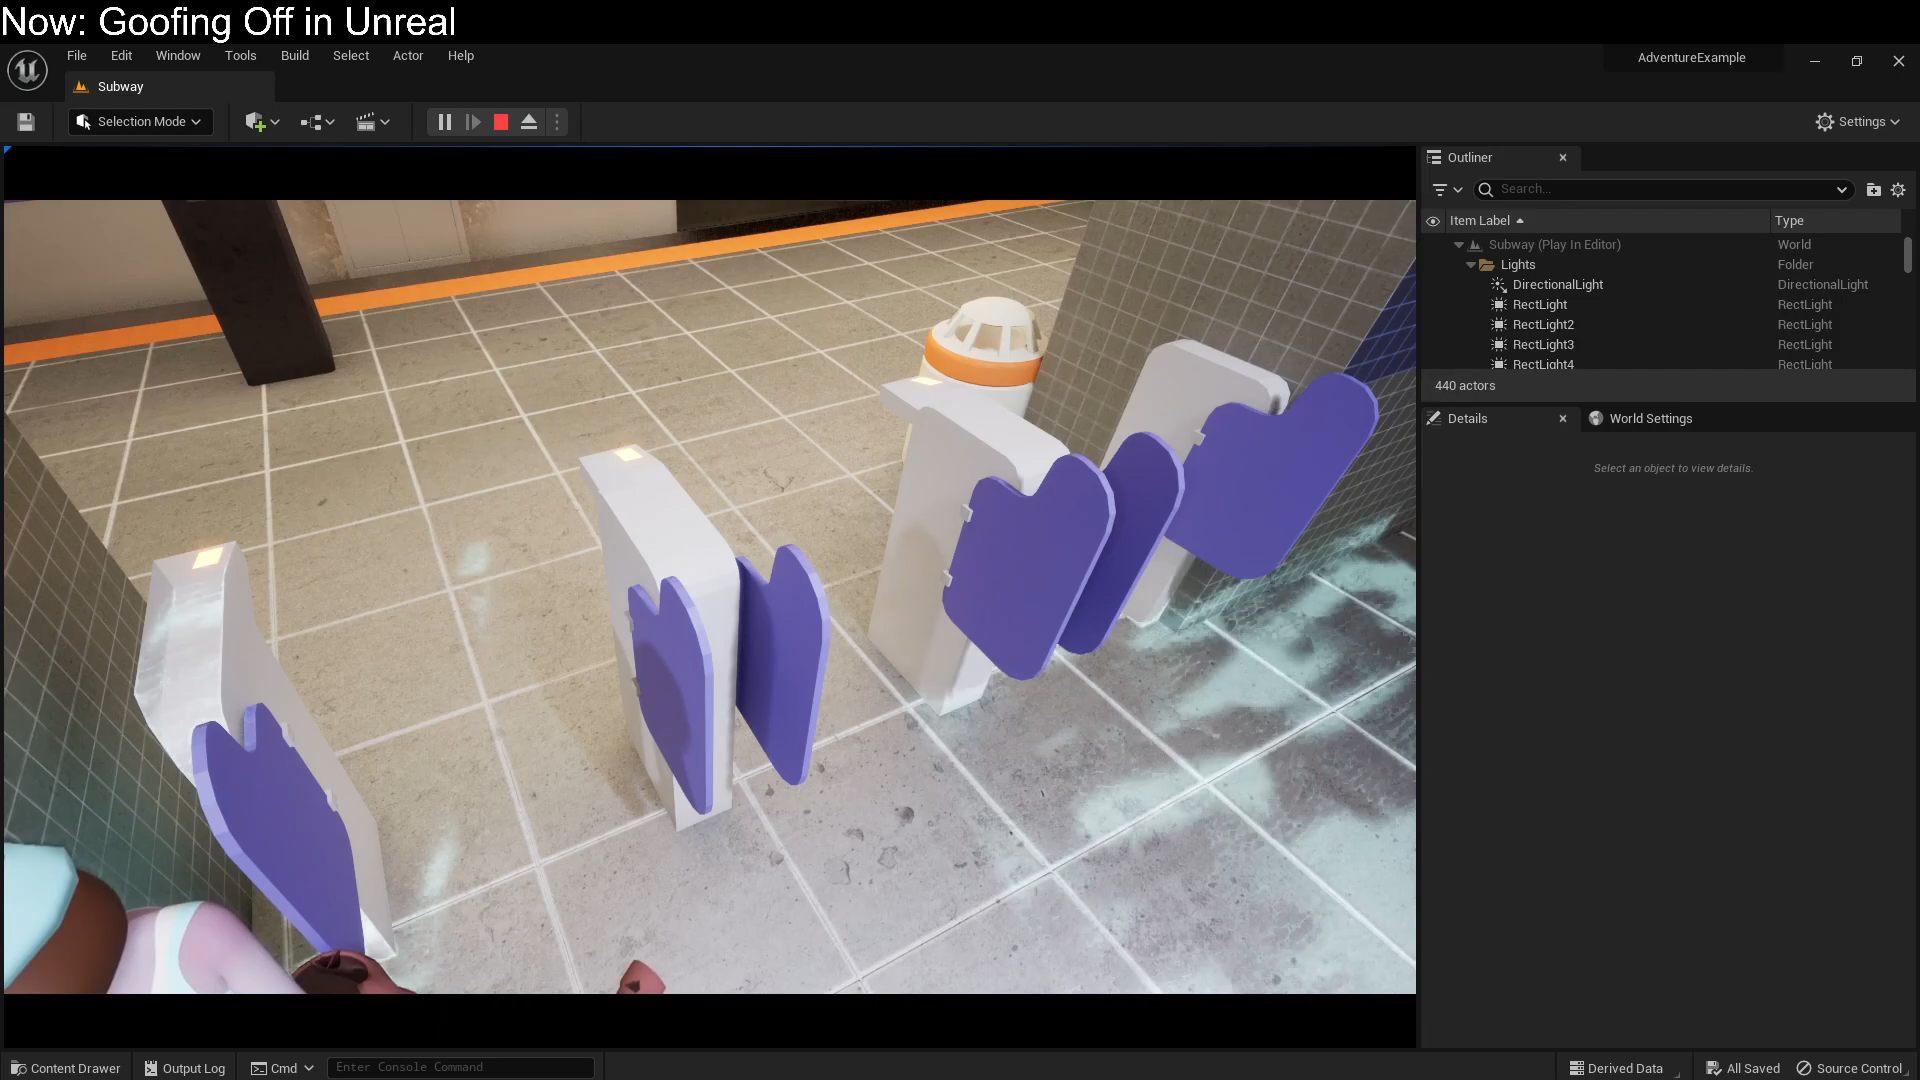 Now: Goofing Off in Unreal
File Edit Window Tools Build Select Actor Help
AdventureExample
Subway
Selection Mode
Settings
Outliner
Search...
Item Label Type
Subway (Play In Editor) World
Lights Folder
DirectionalLight DirectionalLight
RectLight RectLight
RectLight2 RectLight
RectLight3 RectLight
RectLight4 RectLight
440 actors
Details World Settings
Select an object to view details.
Content Drawer Output Log Cmd Enter Console Command Derived Data All Saved Source Control